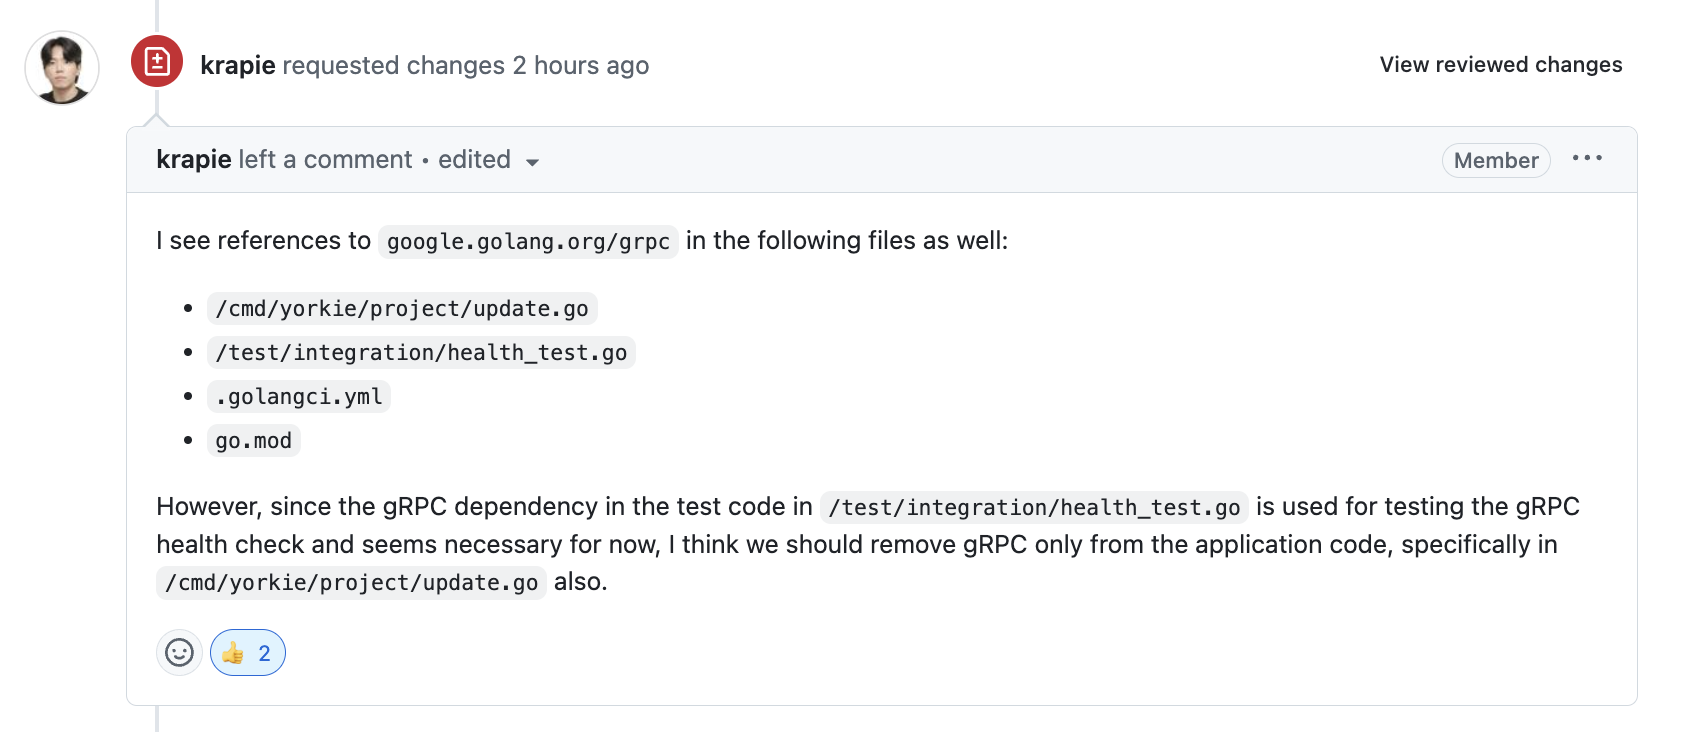 krapie requested changes 2 hours ago
View reviewed changes
krapie left a comment • edited
Member
I see references to google.golang.org/grpc in the following files as well:
• /cmd/yorkie/project/update.go
• /test/integration/health_test.go
• .golangci.yml
• go.mod
However, since the gRPC dependency in the test code in /test/integration/health_test.go is used for testing the gRPC
health check and seems necessary for now, I think we should remove gRPC only from the application code, specifically in
/cmd/yorkie/project/update.go also.
👍 2